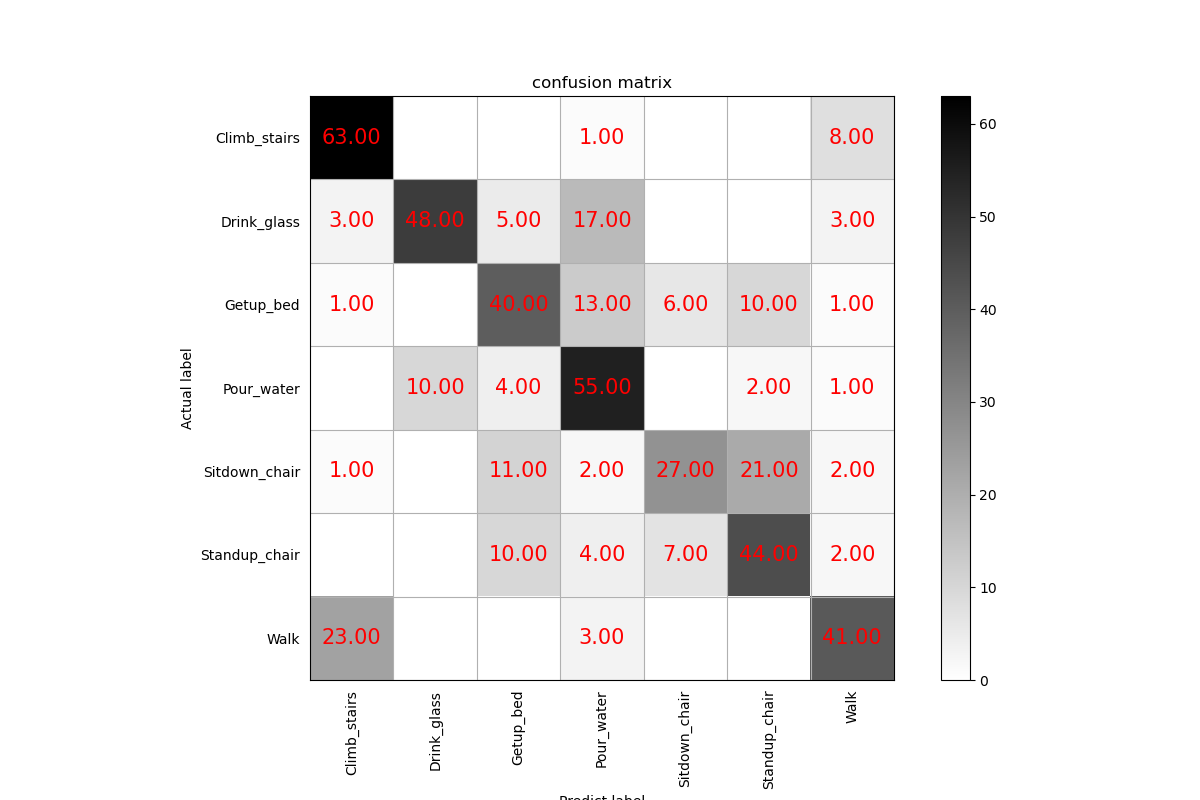 confusion matrix
Climb_stairs 63.00 1.00 8.00
Drink_glass 3.00 48.00 5.00 17.00 3.00
Getup_bed 1.00 40.00 13.00 6.00 10.00 1.00
Pour_water 10.00 4.00 55.00 2.00 1.00
Sitdown_chair 1.00 11.00 2.00 27.00 21.00 2.00
Standup_chair 10.00 4.00 7.00 44.00 2.00
Walk 23.00 3.00 41.00
Actual label
Climb_stairs
Drink_glass
Getup_bed
Pour_water
Sitdown_chair
Standup_chair
Walk
Predict label
60
50
40
30
20
10
0